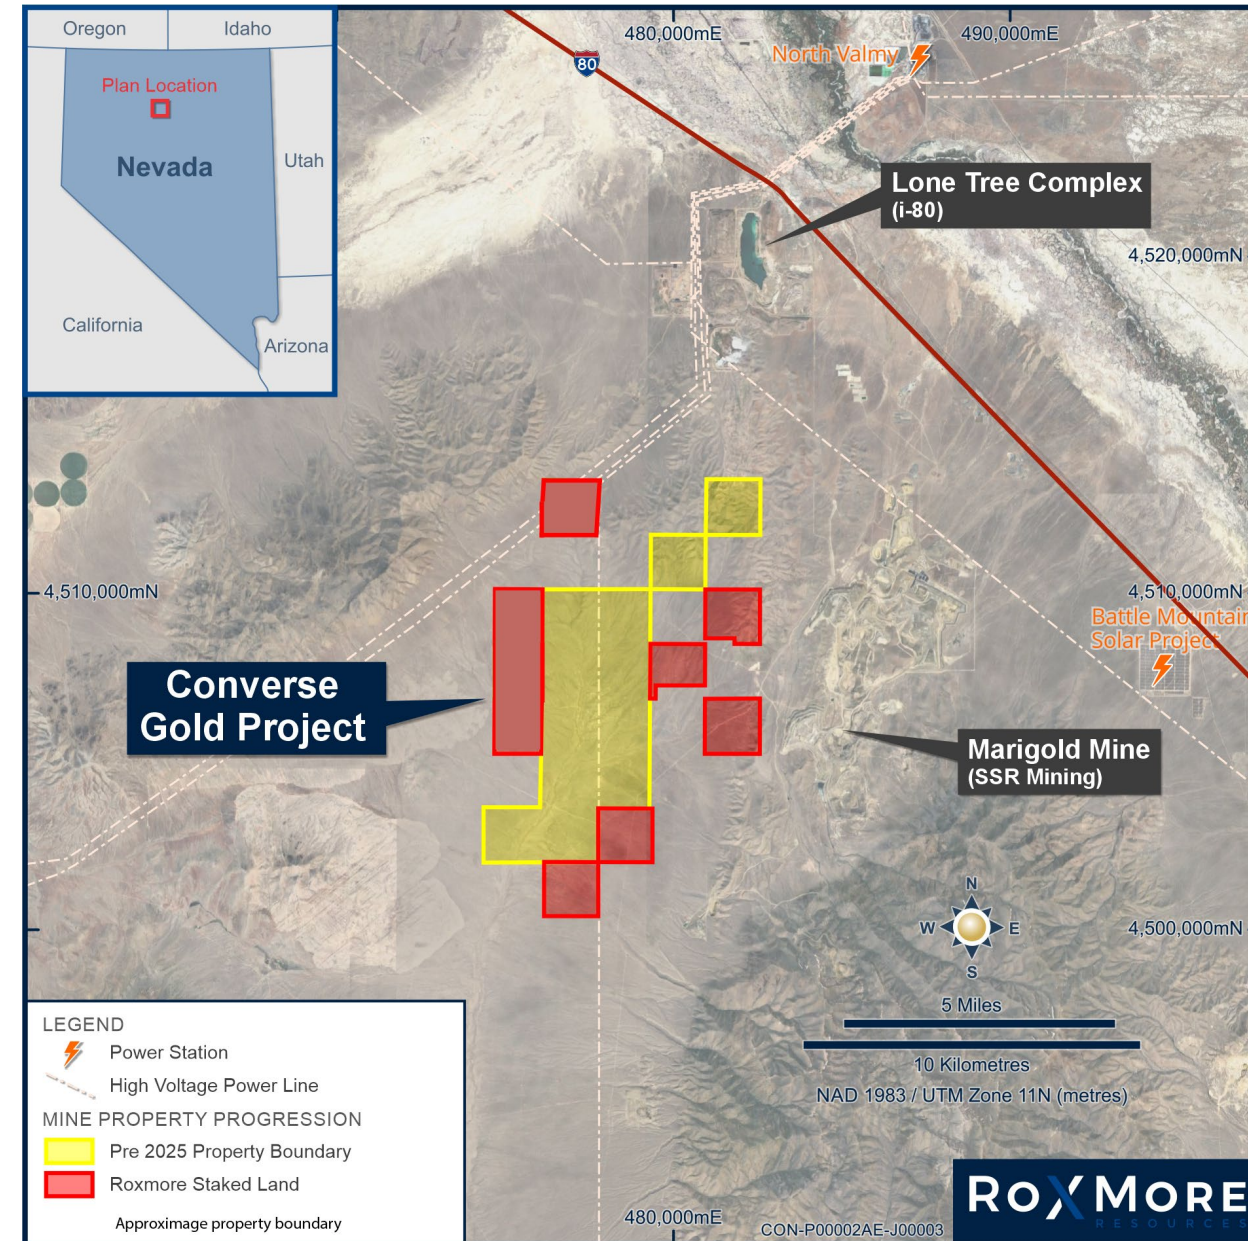 Oregon
Idaho
Plan Location
Nevada
Utah
California
Arizona
480,000mE
490,000mE
80
North Valmy
Lone Tree Complex
(i-80)
4,520,000mN
4,510,000mN
4,510,000mN
Battle Mountain
Solar Project
Converse
Gold Project
Marigold Mine
(SSR Mining)
N
W
E
S
4,500,000mN
5 Miles
10 Kilometres
NAD 1983 / UTM Zone 11N (metres)
LEGEND
Power Station
High Voltage Power Line
MINE PROPERTY PROGRESSION
Pre 2025 Property Boundary
Roxmore Staked Land
Approximage property boundary
480,000mE
CON-P00002AE-J00003
ROXMORE
RESOURCES